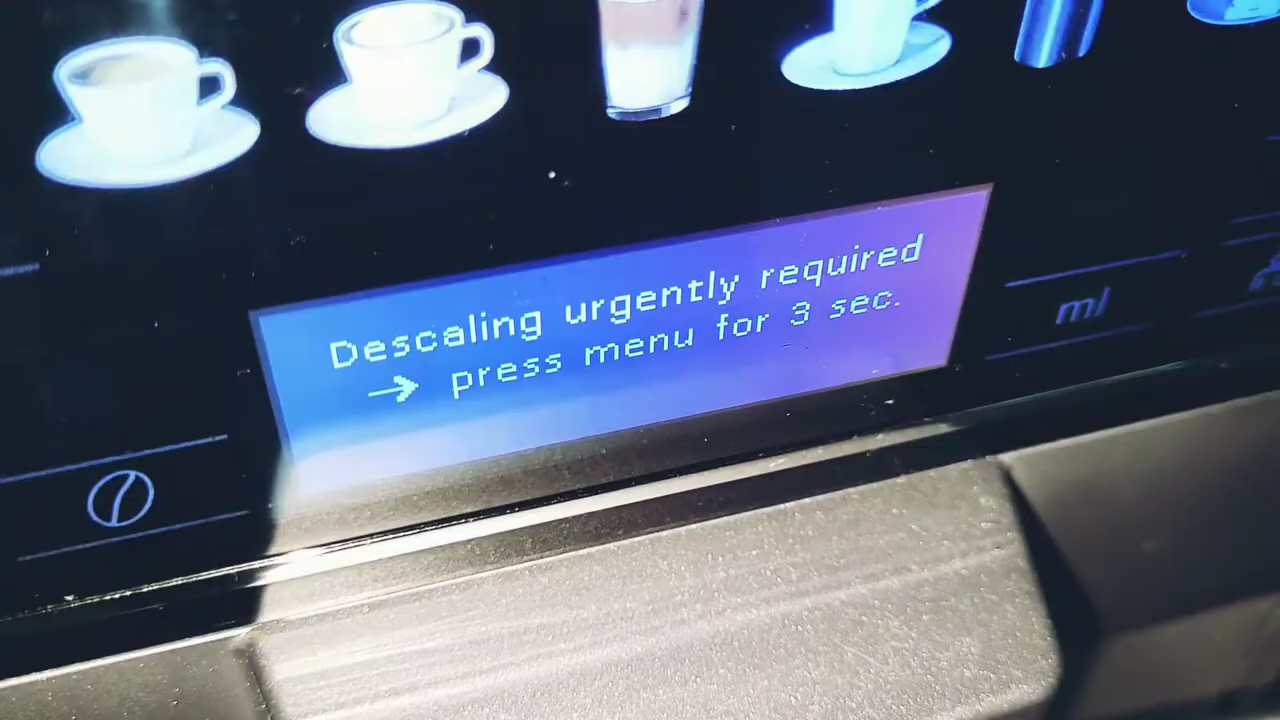 Descaling urgently required
→ press menu for 3 sec.
ml